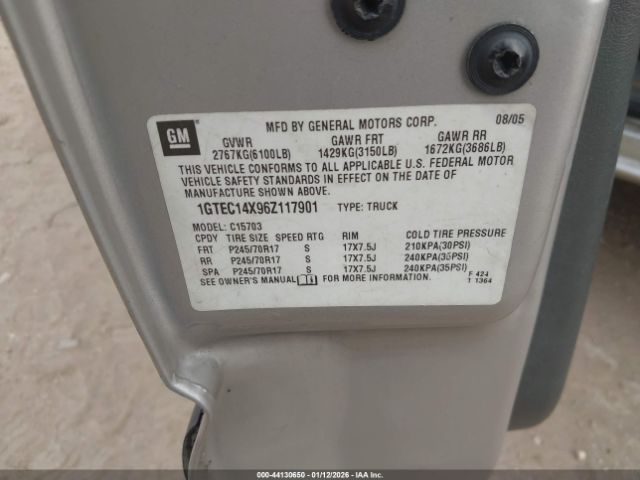 GM
MFD BY GENERAL MOTORS CORP. 08/05
GVWR GAWR FRT GAWR RR
2767KG(6100LB) 1429KG(3150LB) 1672KG(3686LB)
THIS VEHICLE CONFORMS TO ALL APPLICABLE U.S. FEDERAL MOTOR
VEHICLE SAFETY STANDARDS IN EFFECT ON THE DATE OF
MANUFACTURE SHOWN ABOVE.
1GTEC14X96Z117901 TYPE: TRUCK
MODEL: C15703
CPDY TIRE SIZE SPEED RTG RIM COLD TIRE PRESSURE
FRT P245/70R17 S 17X7.5J 210KPA(30PSI)
RR P245/70R17 S 17X7.5J 240KPA(35PSI)
SPA P245/70R17 S 17X7.5J 240KPA(35PSI)
SEE OWNER'S MANUAL FOR MORE INFORMATION.
F 424
T 1364
000-44130650 - 01/12/2026 - IAA Inc.